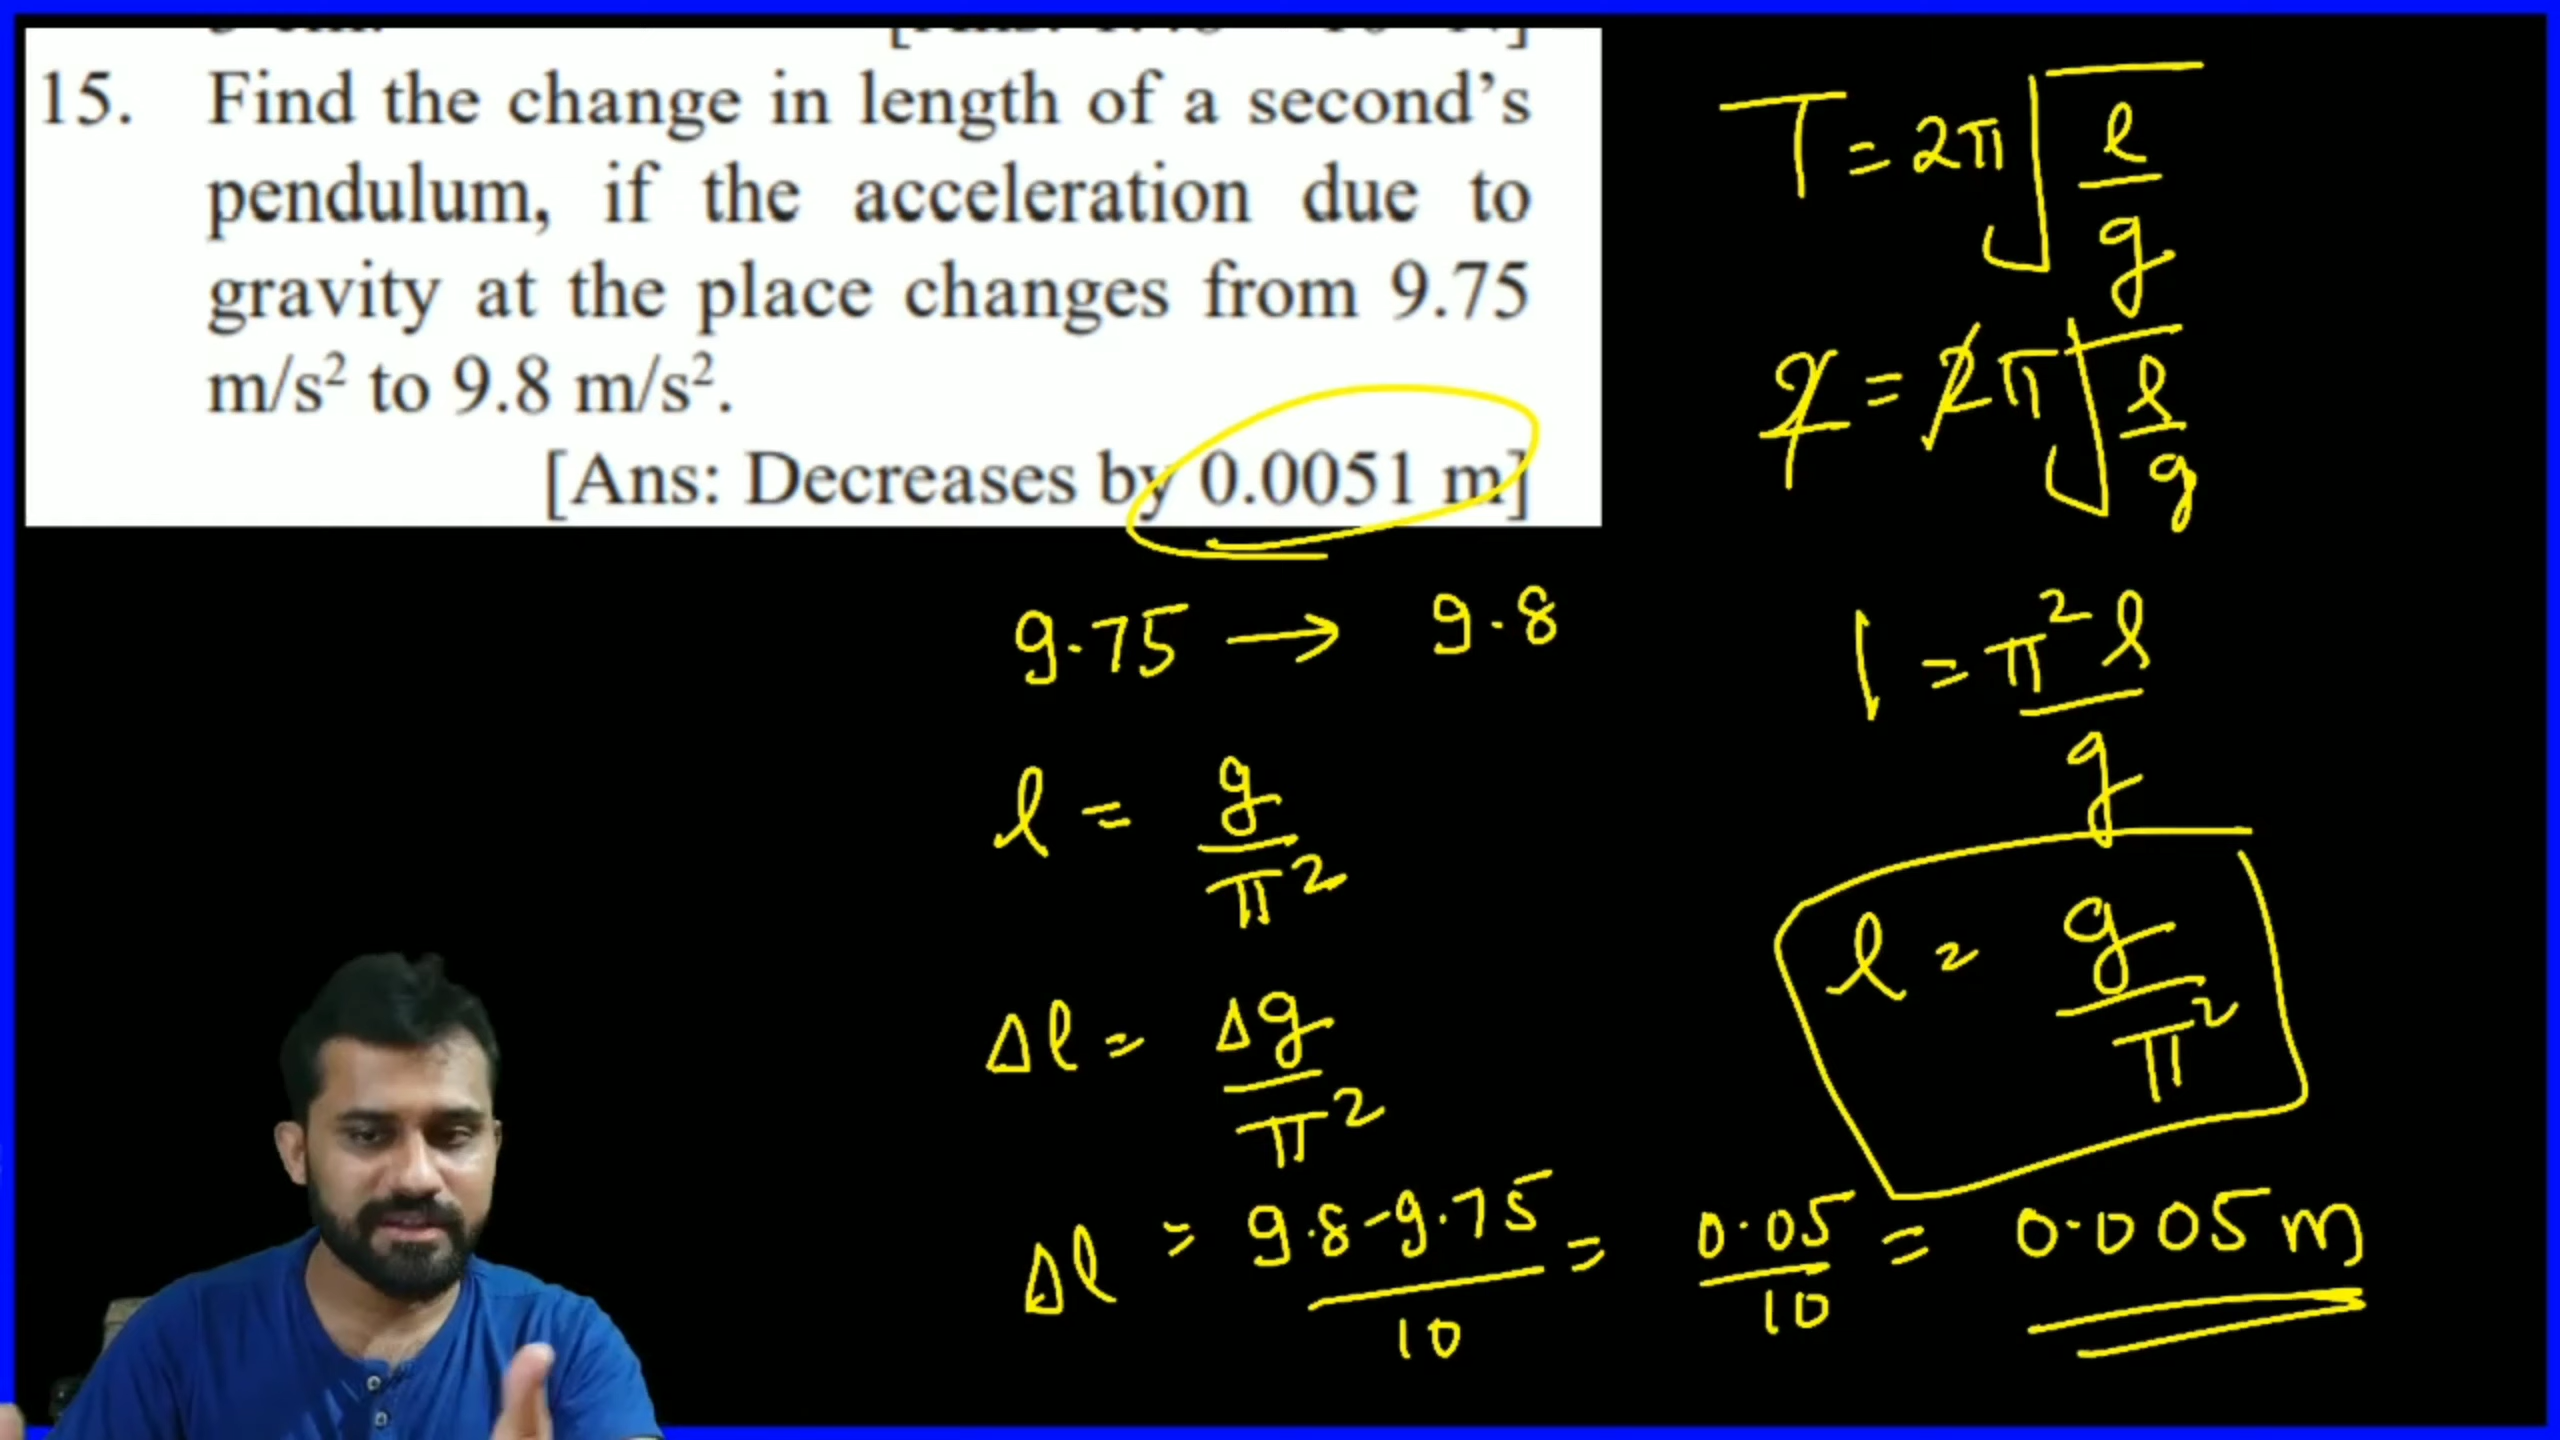 15. Find the change in length of a second's
pendulum, if the acceleration due to
gravity at the place changes from 9.75
m/s² to 9.8 m/s².
[Ans: Decreases by 0.0051 m]
T = 2π√(l/g)
2 = 2π√(l/g)
1 = π² l / g
l = g / π²
9.75 → 9.8
l = g / π²
Δl = Δg / π²
Δl = 9.8-9.75 / 10 = 0.05 / 10 = 0.005 m